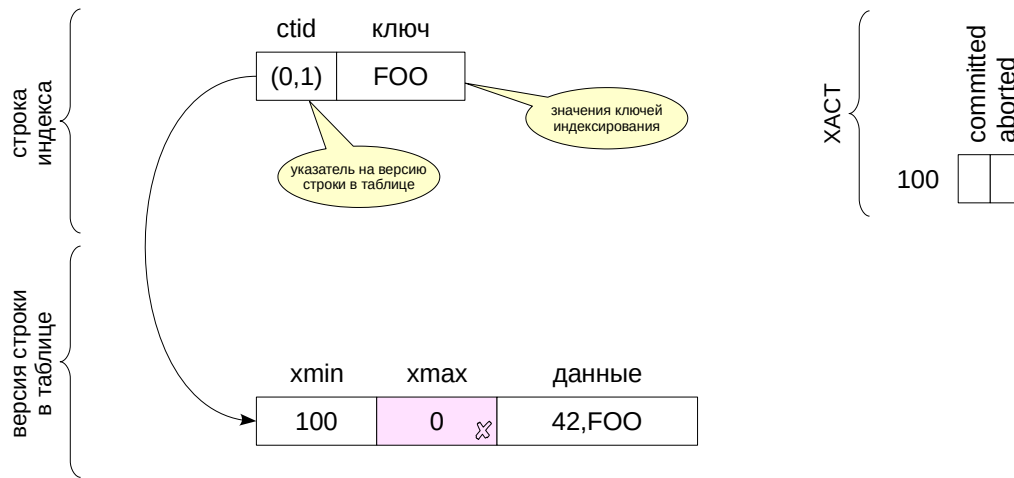 ctid ключ
(0,1) FOO
значения ключей
индексирования
указатель на версию
строки в таблице
строка
индекса
XACT
committed
aborted
100
версия строки
в таблице
xmin xmax данные
100 0 42,FOO